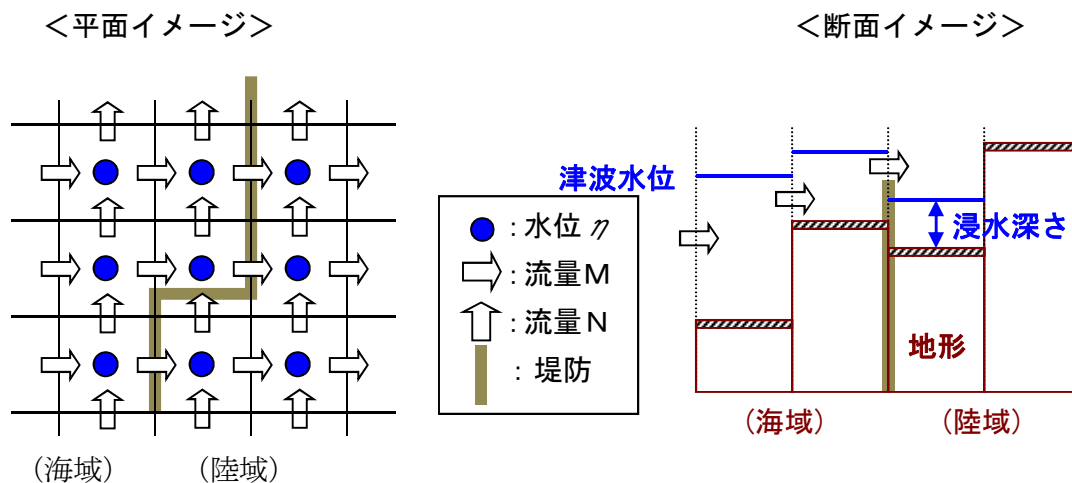 ＜平面イメージ＞
＜断面イメージ＞
津波水位
浸水深さ
：水位η
：流量M
：流量N
：堤防
地形
（海域）
（陸域）
（海域）
（陸域）